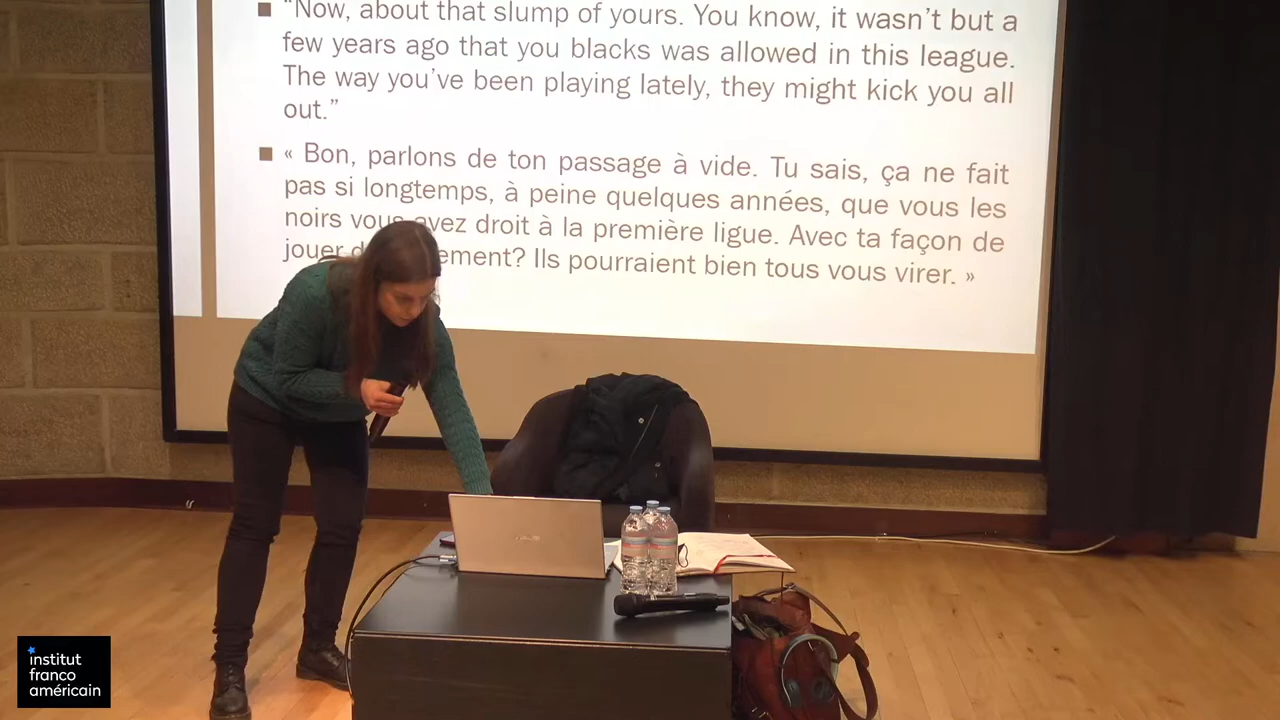 "Now, about that slump of yours. You know, it wasn't but a
few years ago that you blacks was allowed in this league.
The way you've been playing lately, they might kick you all
out."
« Bon, parlons de ton passage à vide. Tu sais, ça ne fait
pas si longtemps, à peine quelques années, que vous les
noirs vous avez droit à la première ligue. Avec ta façon de
jouer ement? Ils pourraient bien tous vous virer. »
institut
franco
américain